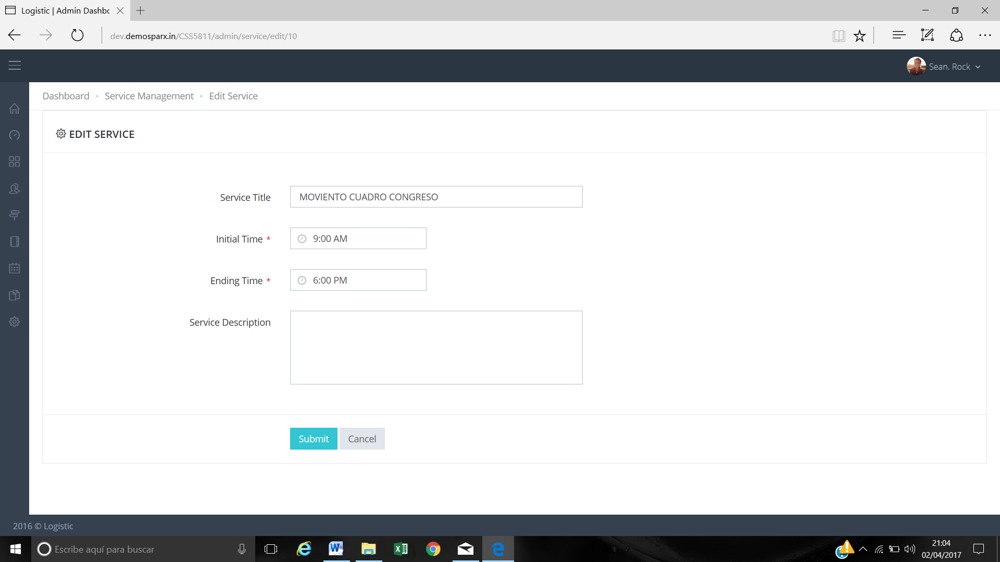 Logistic | Admin Dashbo
dev.demosparx.in/CSS5811/admin/service/edit/10
Sean. Rock
Dashboard • Service Management • Edit Service
EDIT SERVICE
Service Title MOVIENTO CUADRO CONGRESO
Initial Time * 9:00 AM
Ending Time * 6:00 PM
Service Description
Submit Cancel
2016 © Logistic
Escribe aquí para buscar
21:04
02/04/2017